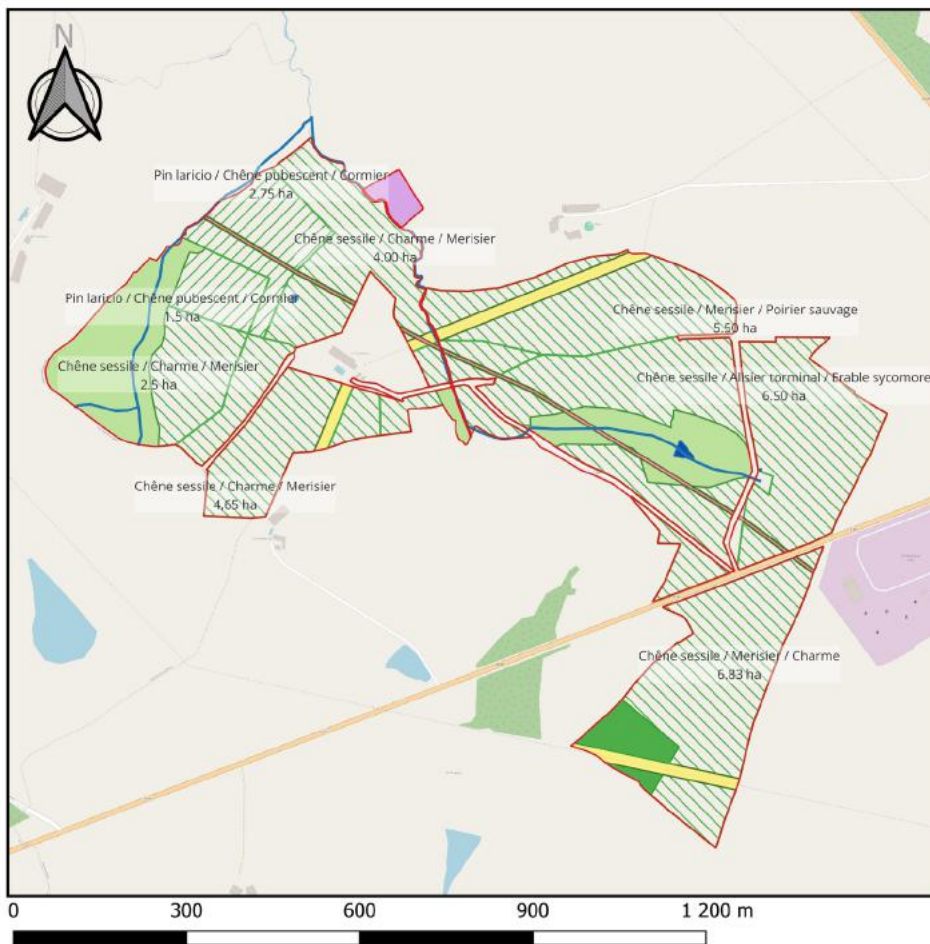 N
Pin laricio / Chêne pubescent / Cormier
2.75 ha
Chêne sessile / Charme / Merisier
4.00 ha
Pin laricio / Chêne pubescent / Cormier
1.5 ha
Chêne sessile / Merisier / Poirier sauvage
5.50 ha
Chêne sessile / Charme / Merisier
2.5 ha
Chêne sessile / Alisier torminal / Erable sycomore
6.50 ha
Chêne sessile / Charme / Merisier
4,65 ha
Chêne sessile / Merisier / Charme
6.83 ha
0 300 600 900 1 200 m